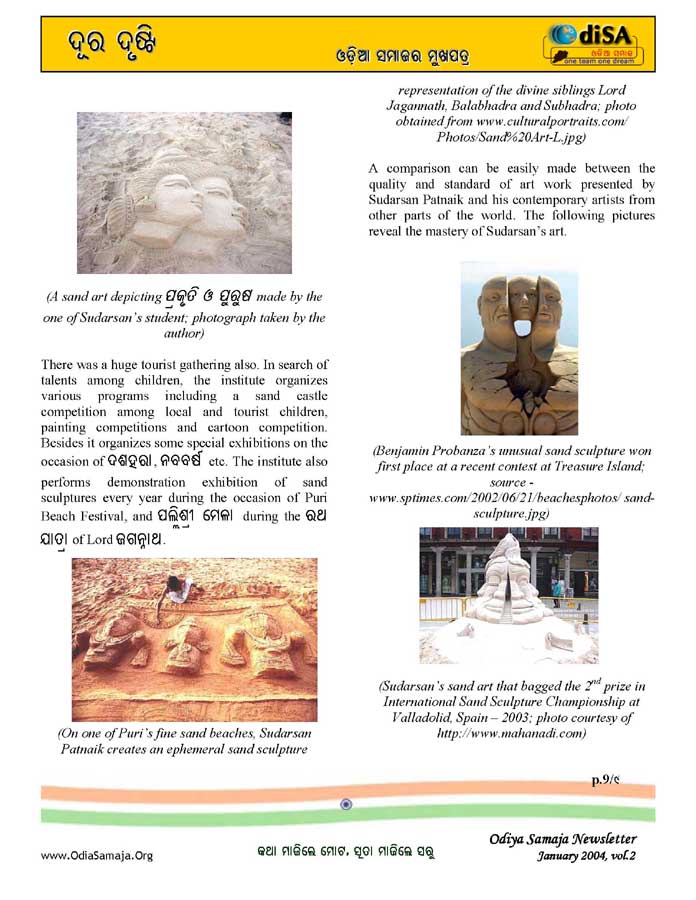 ଦୂର ଦୃଷ୍ଟି
ଓଡ଼ିଆ ସମାଜର ମୁଖପତ୍ର
OdiSA
ଓଡ଼ିଆ ସମାଜ
one team one dream
(A sand art depicting ପ୍ରକୃତି ଓ ପୁରୁଷ made by the
one of Sudarsan's student; photograph taken by the
author)
There was a huge tourist gathering also. In search of
talents among children, the institute organizes
various programs including a sand castle
competition among local and tourist children,
painting competitions and cartoon competition.
Besides it organizes some special exhibitions on the
occasion of ଦଶହରା, ନବବର୍ଷ etc. The institute also
performs demonstration exhibition of sand
sculptures every year during the occasion of Puri
Beach Festival, and ପଲ୍ଲିଶ୍ରୀ ମେଳା during the ରଥ
ଯାତ୍ରା of Lord ଜଗନ୍ନାଥ.
(On one of Puri's fine sand beaches, Sudarsan
Patnaik creates an ephemeral sand sculpture
representation of the divine siblings Lord
Jagannath, Balabhadra and Subhadra; photo
obtained from www.culturalportraits.com/
Photos/Sand%20Art-L.jpg)
A comparison can be easily made between the
quality and standard of art work presented by
Sudarsan Patnaik and his contemporary artists from
other parts of the world. The following pictures
reveal the mastery of Sudarsan's art.
(Benjamin Probanza's unusual sand sculpture won
first place at a recent contest at Treasure Island;
source -
www.sptimes.com/2002/06/21/beachesphotos/ sand-
sculpture.jpg)
(Sudarsan's sand art that bagged the 2nd prize in
International Sand Sculpture Championship at
Valladolid, Spain – 2003; photo courtesy of
http://www.mahanadi.com)
p.9/୯
www.OdiaSamaja.Org
କଥା ମାଜିଲେ ମୋଟ, ସୂତା ମାଜିଲେ ସରୁ
Odiya Samaja Newsletter
January 2004, vol.2